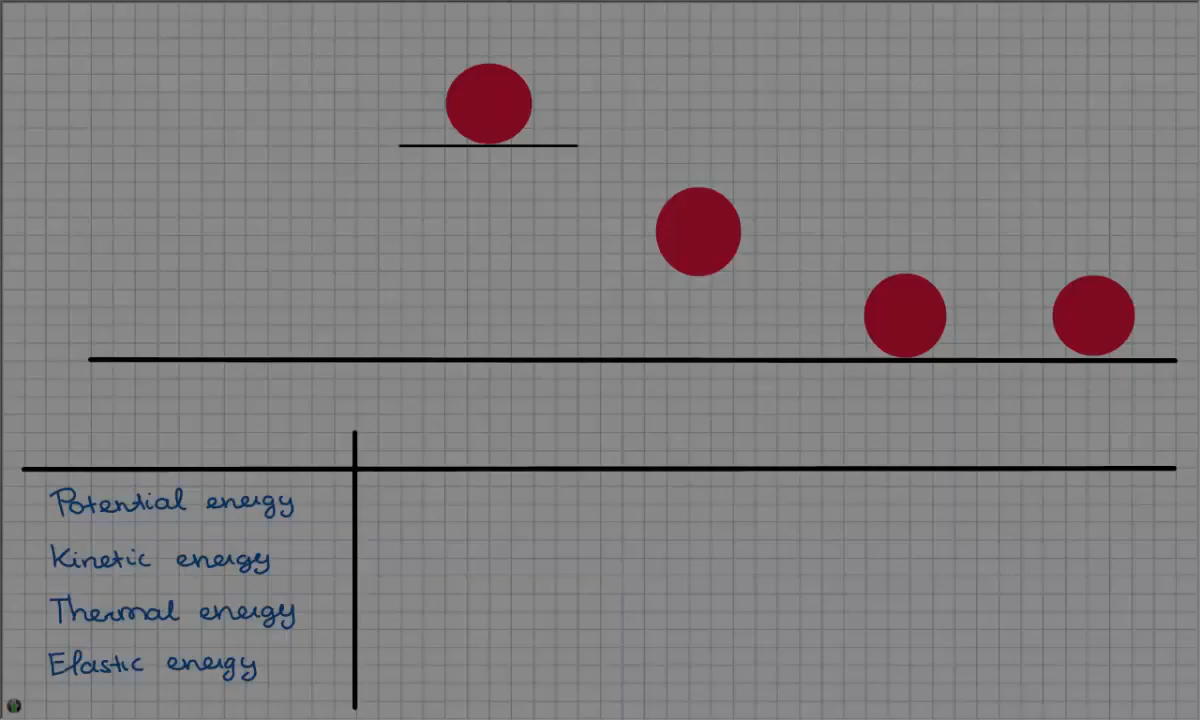 Potential energy
Kinetic energy
Thermal energy
Elastic energy